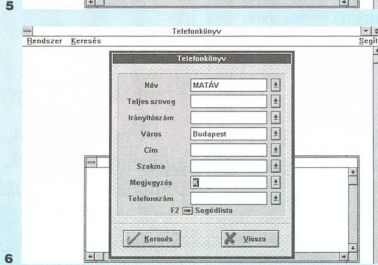 5
Telefonkönyv
Rendszer Keresés Segít
Telefonkönyv
Név MATÁV
Teljes szöveg
Irányítószám
Város Budapest
Cím
Szakma
Megjegyzés K
Telefonszám
F2 Segédlista
Keresés Vissza
6